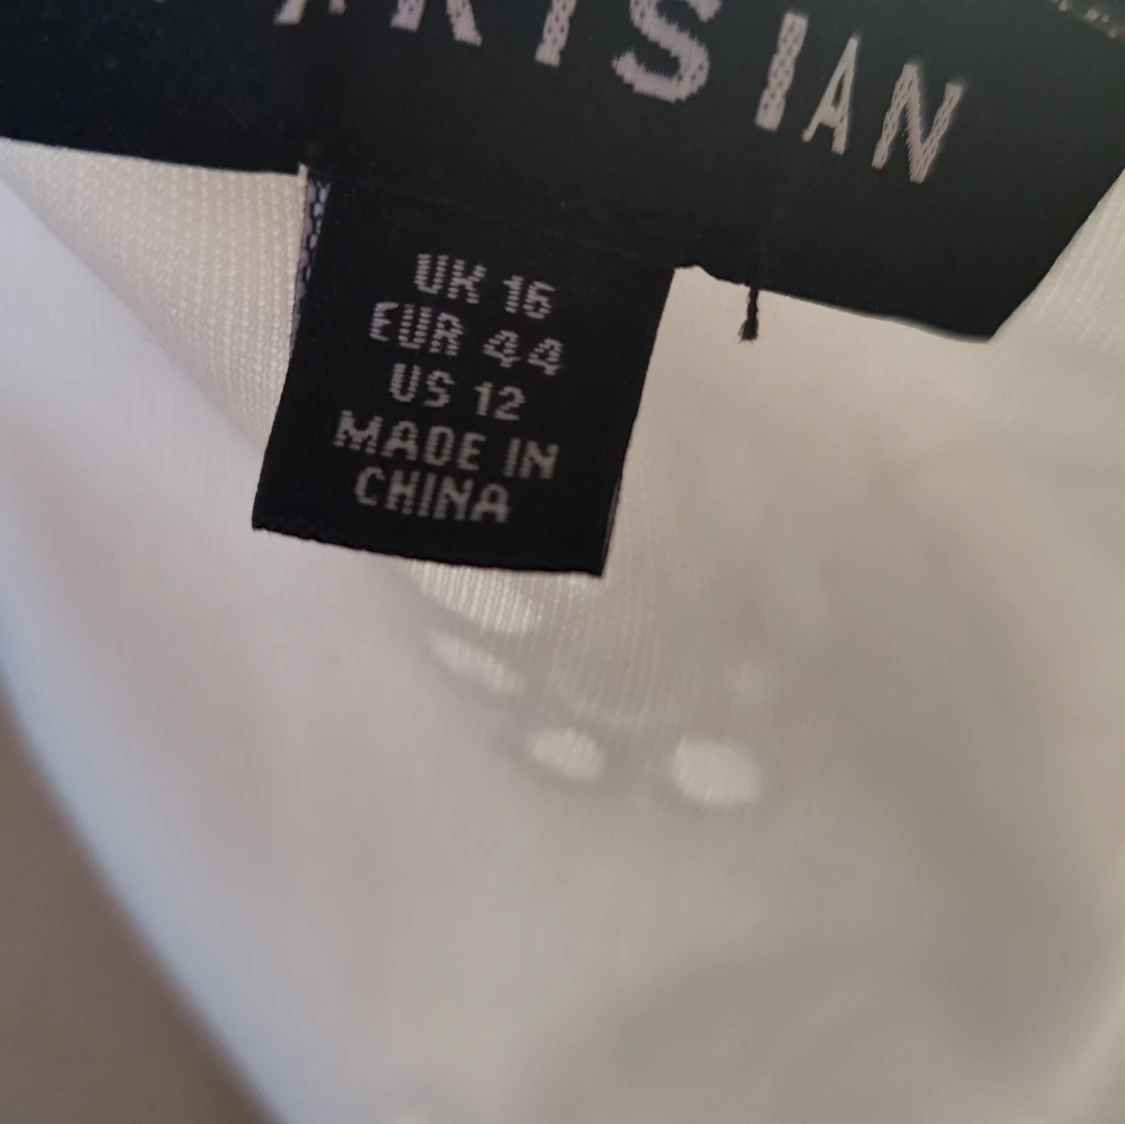 ARISIAN
UK 16
EUR 44
US 12
MADE IN
CHINA